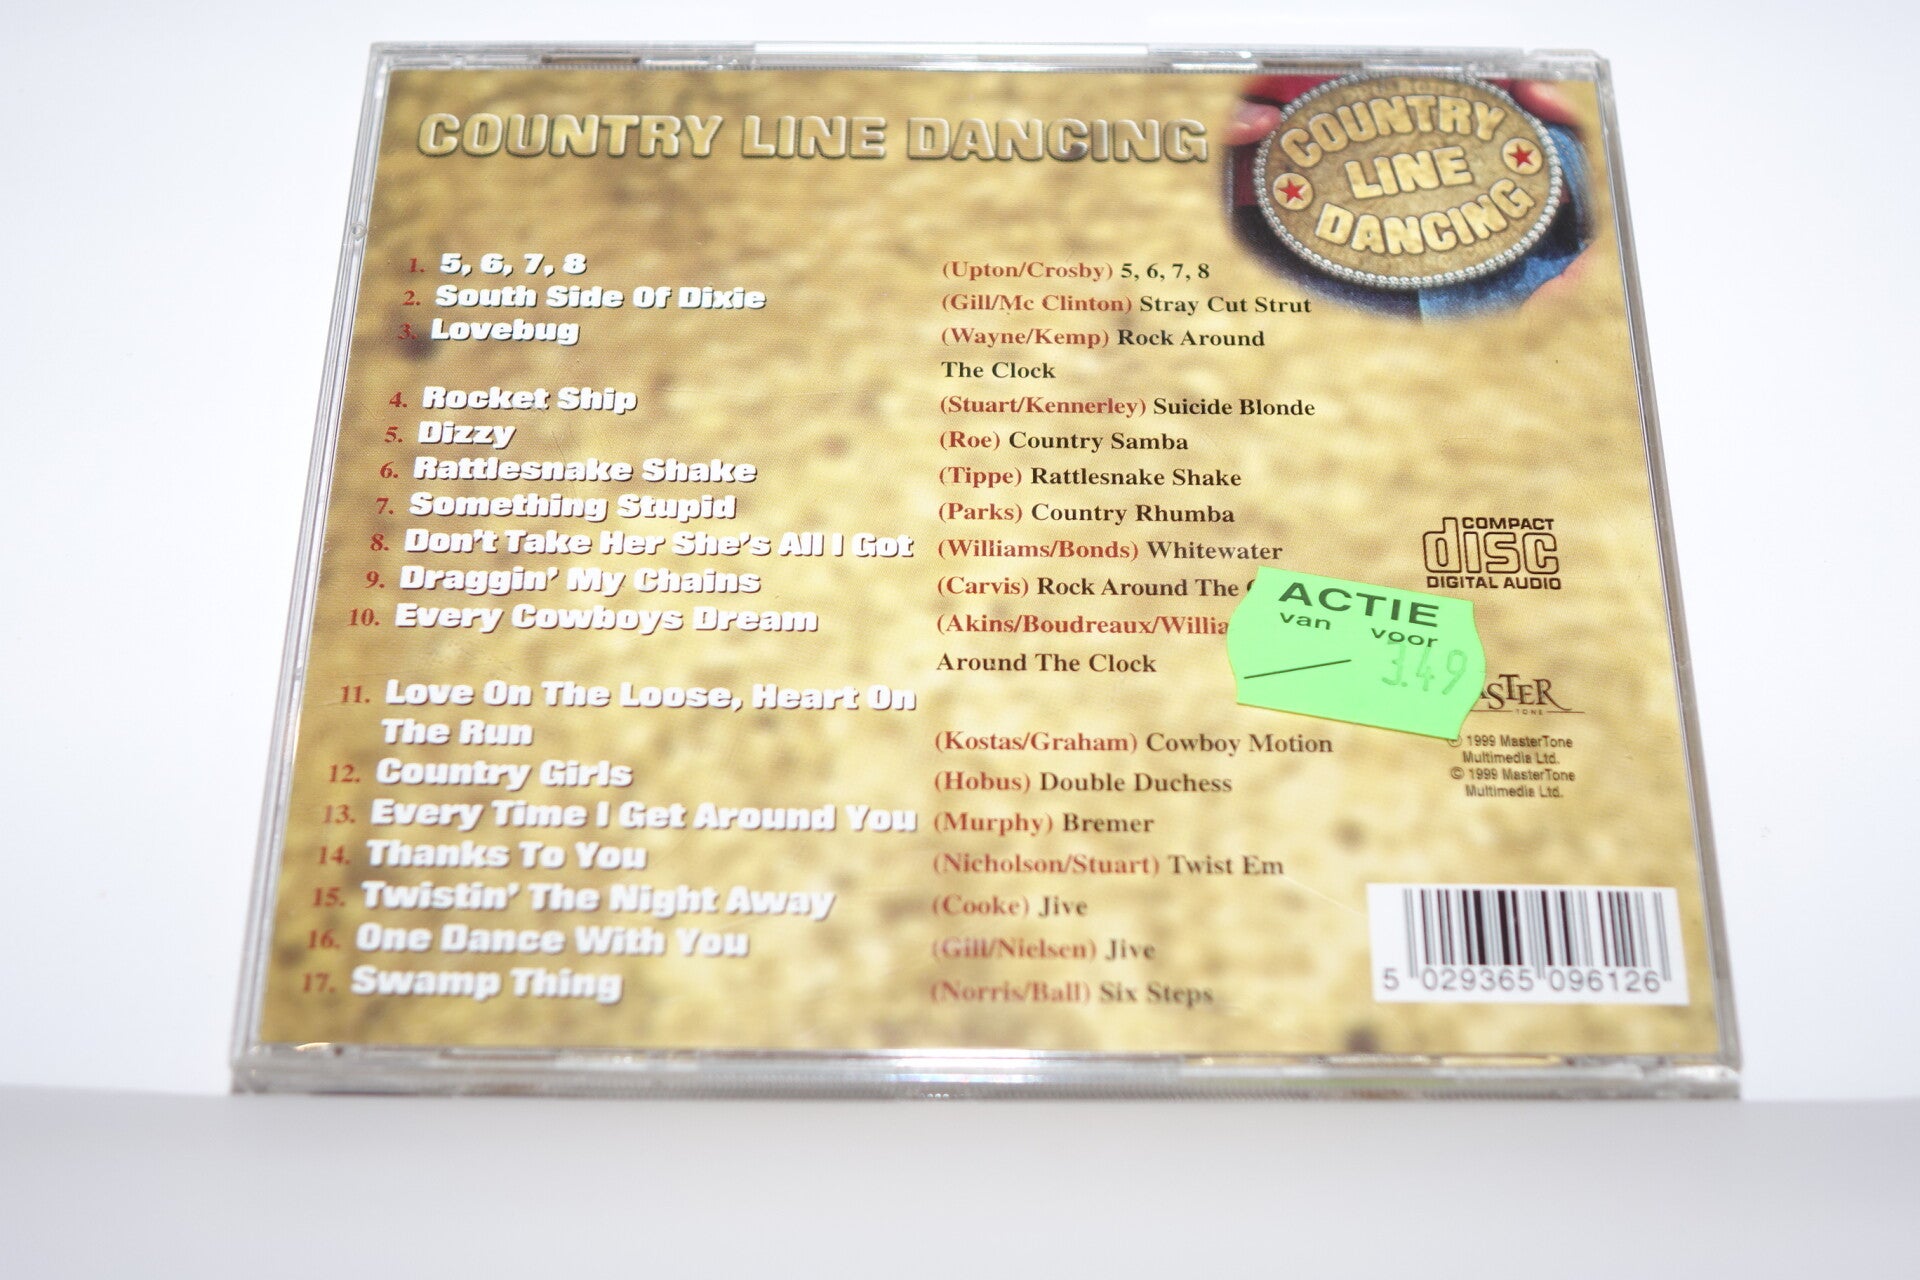 COUNTRY LINE DANCING
COUNTRY
LINE
DANCING
1. 5, 6, 7, 8 (Upton/Crosby) 5, 6, 7, 8
2. South Side Of Dixie (Gill/Mc Clinton) Stray Cut Strut
3. Lovebug (Wayne/Kemp) Rock Around
The Clock
4. Rocket Ship (Stuart/Kennerley) Suicide Blonde
5. Dizzy (Roe) Country Samba
6. Rattlesnake Shake (Tippe) Rattlesnake Shake
7. Something Stupid (Parks) Country Rhumba
8. Don't Take Her She's All I Got (Williams/Bonds) Whitewater
9. Draggin' My Chains (Carvis) Rock Around The
10. Every Cowboys Dream (Akins/Boudreaux/Willia
Around The Clock
11. Love On The Loose, Heart On
The Run (Kostas/Graham) Cowboy Motion
12. Country Girls (Hobus) Double Duchess
13. Every Time I Get Around You (Murphy) Bremer
14. Thanks To You (Nicholson/Stuart) Twist Em
15. Twistin' The Night Away (Cooke) Jive
16. One Dance With You (Gill/Nielsen) Jive
17. Swamp Thing (Norris/Ball) Six Steps
COMPACT
disc
DIGITAL AUDIO
ACTIE
van voor
3.49
TONE
℗ 1999 MasterTone
Multimedia Ltd.
© 1999 MasterTone
Multimedia Ltd.
5 029365 096126